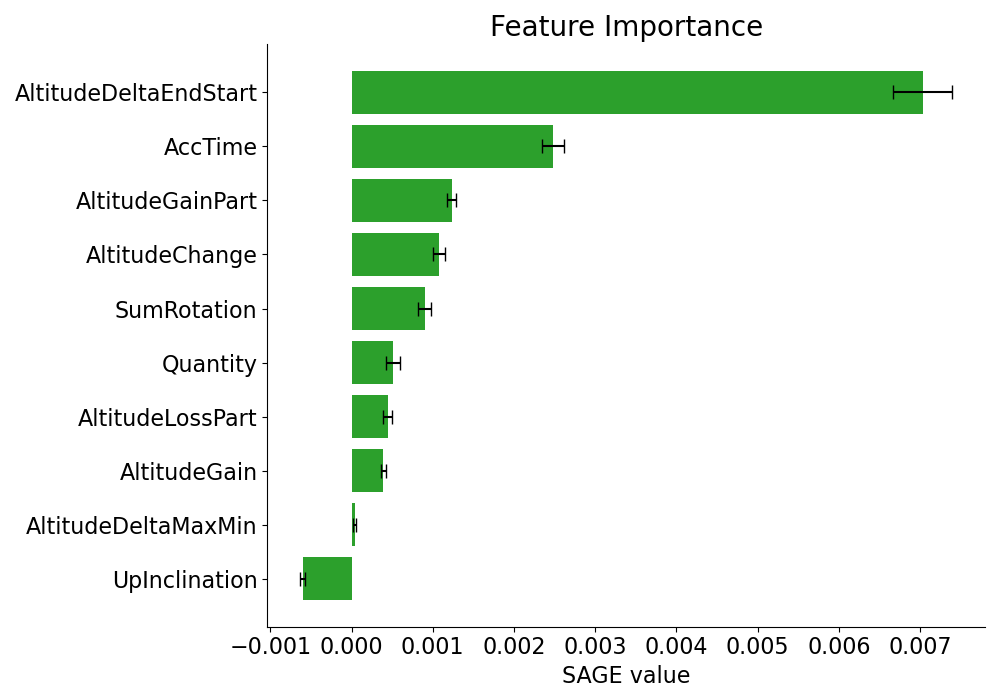 Feature Importance
AltitudeDeltaEndStart
AccTime
AltitudeGainPart
AltitudeChange
SumRotation
Quantity
AltitudeLossPart
AltitudeGain
AltitudeDeltaMaxMin
UpInclination
−0.001 0.000 0.001 0.002 0.003 0.004 0.005 0.006 0.007
SAGE value